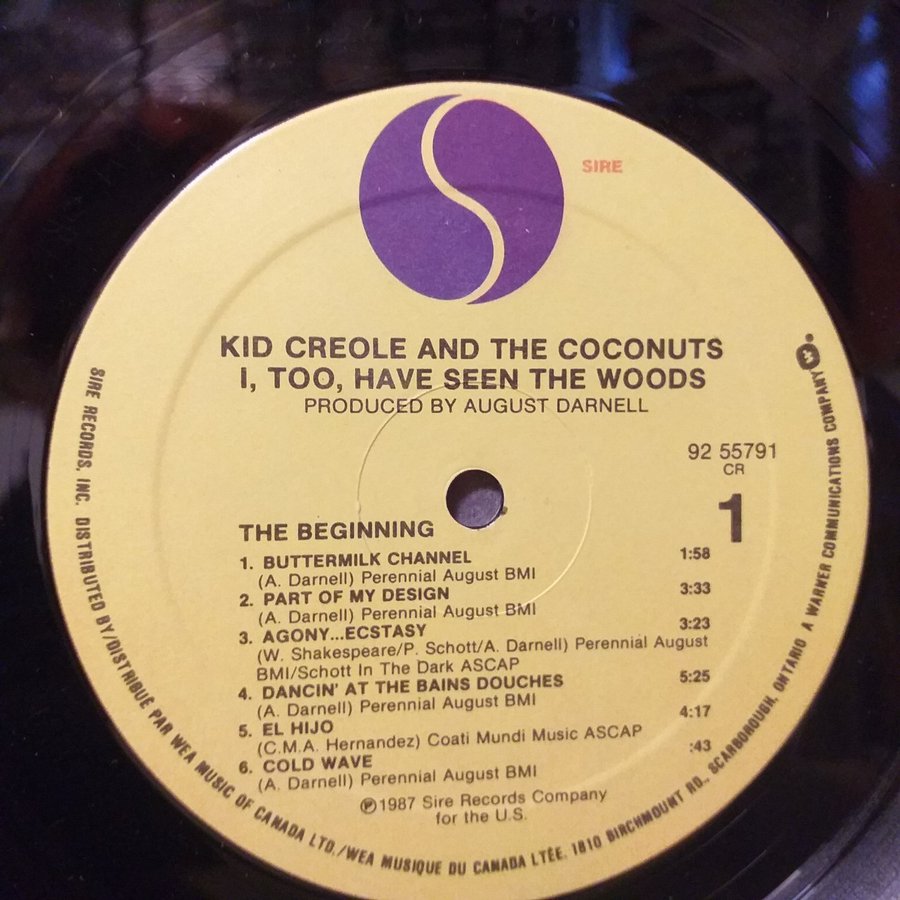 SIRE
KID CREOLE AND THE COCONUTS
I, TOO, HAVE SEEN THE WOODS
PRODUCED BY AUGUST DARNELL
92 55791
CR
1
THE BEGINNING
1. BUTTERMILK CHANNEL 1:58
(A. Darnell) Perennial August BMI
2. PART OF MY DESIGN 3:33
(A. Darnell) Perennial August BMI
3. AGONY...ECSTASY 3:23
(W. Shakespeare/P. Schott/A. Darnell) Perennial August
BMI/Schott In The Dark ASCAP
4. DANCIN' AT THE BAINS DOUCHES 5:25
(A. Darnell) Perennial August BMI
5. EL HIJO 4:17
(C.M.A. Hernandez) Coati Mundi Music ASCAP
6. COLD WAVE :43
(A. Darnell) Perennial August BMI
℗1987 Sire Records Company
for the U.S.
SIRE RECORDS, INC. DISTRIBUTED BY/DISTRIBUÉ PAR WEA MUSIC OF CANADA LTD./WEA MUSIQUE DU CANADA LTÉE. 1810 BIRCHMOUNT RD., SCARBOROUGH, ONTARIO A WARNER COMMUNICATIONS COMPANY W®